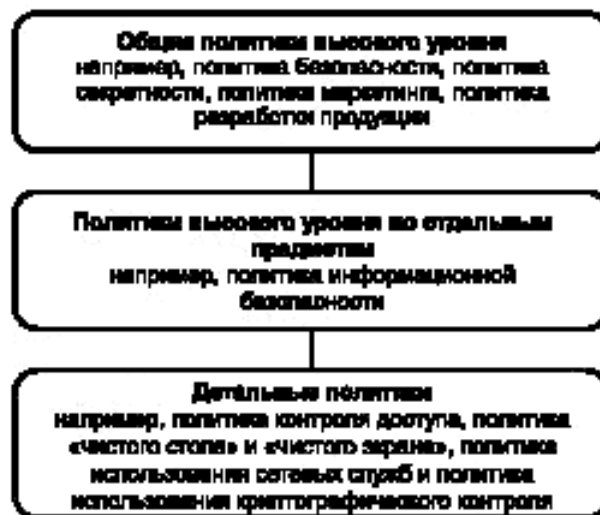 Общие политики высокого уровня
например, политика безопасности, политика
секретности, политика маркетинга, политика
разработки продукции
Политики высокого уровня по отдельным
предметам
например, политика информационной
безопасности
Детальные политики
например, политика контроля доступа, политика
«чистого стола» и «чистого экрана», политика
использования сетевых служб и политика
использования криптографического контроля